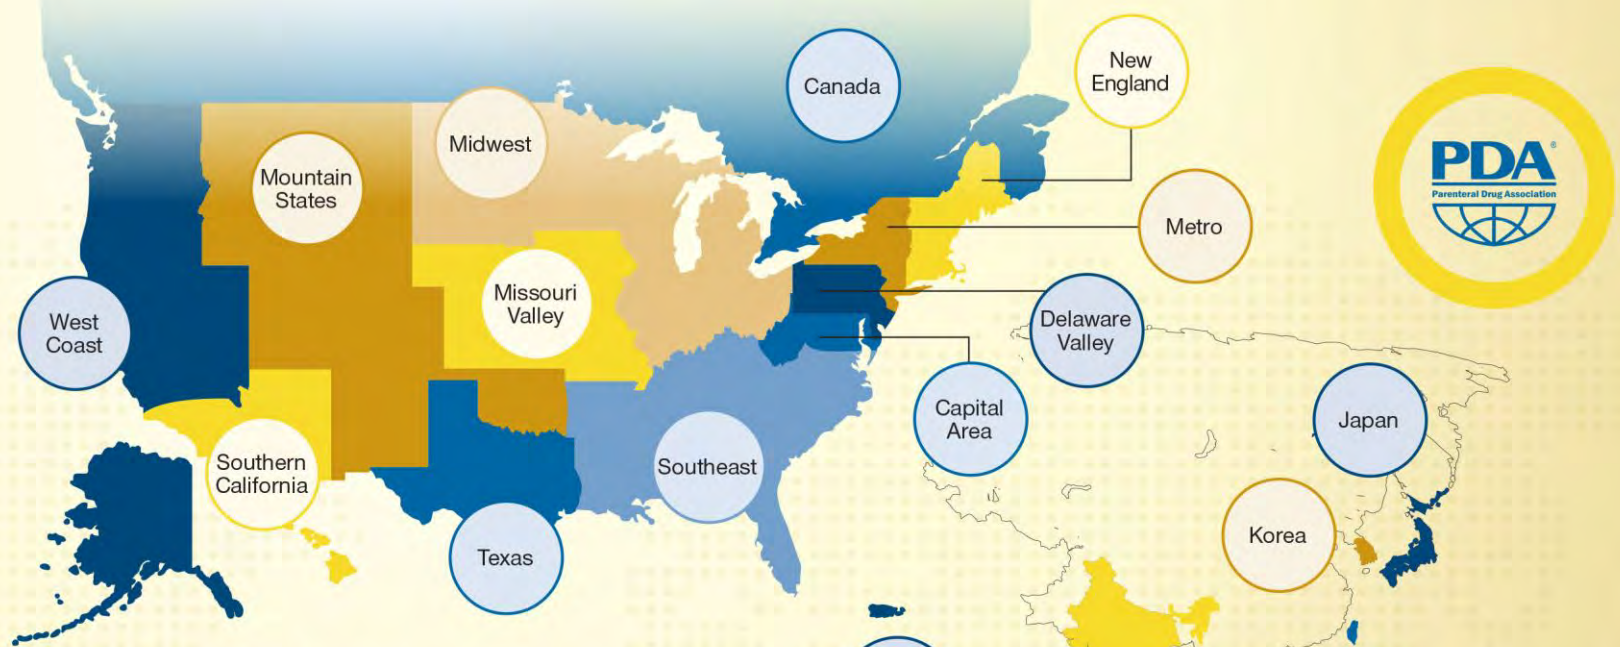 Canada
New
England
Midwest
Mountain
States
Metro
PDA®
Parenteral Drug Association
West
Coast
Missouri
Valley
Delaware
Valley
Capital
Area
Japan
Southern
California
Southeast
Texas
Korea